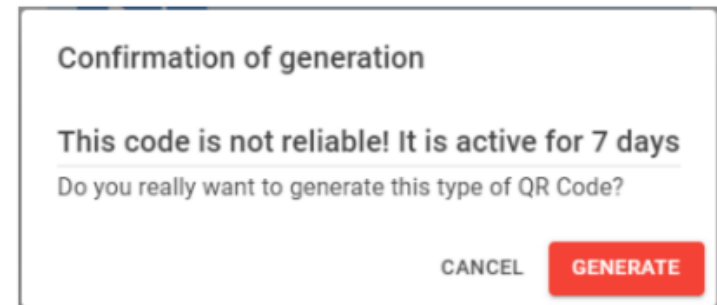 Confirmation of generation
This code is not reliable! It is active for 7 days
Do you really want to generate this type of QR Code?
CANCEL GENERATE